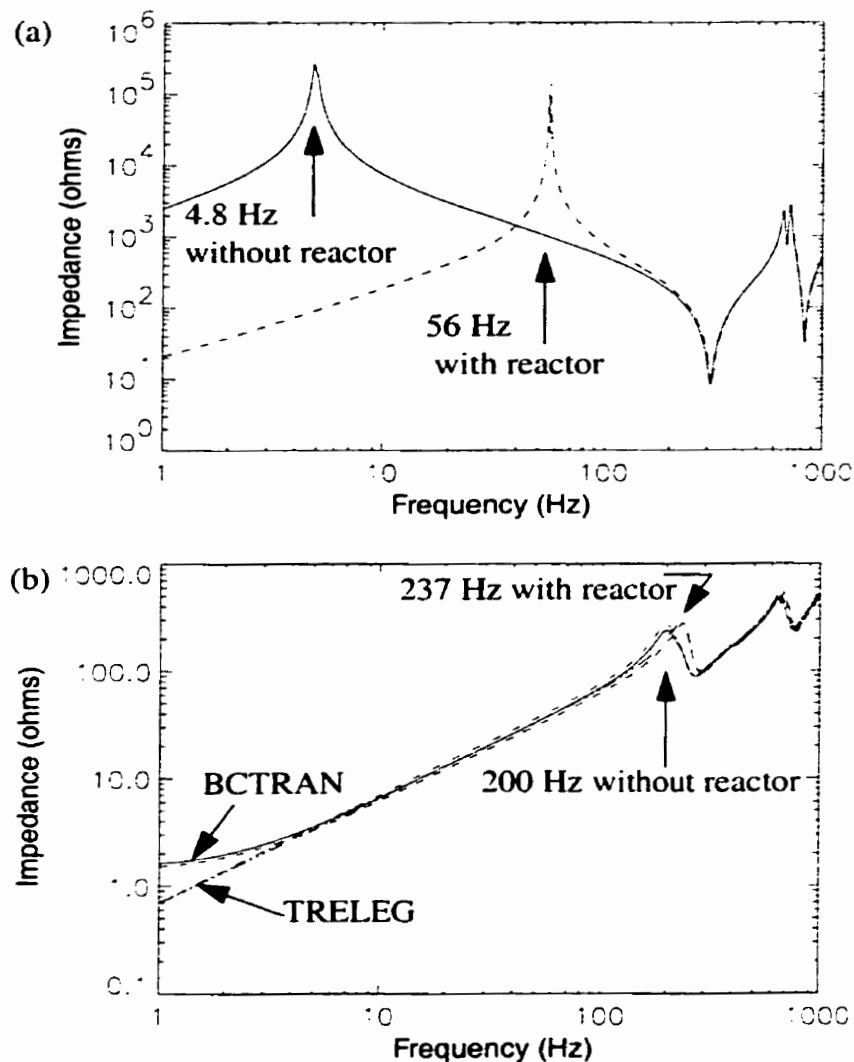 (a)
10^6
10^5
10^4
10^3
10^2
10^1
10^0
Impedance (ohms)
4.8 Hz
without reactor
56 Hz
with reactor
1
10
100
1000
Frequency (Hz)
(b)
1000.0
100.0
10.0
1.0
0.1
Impedance (ohms)
237 Hz with reactor
200 Hz without reactor
BCTRAN
TRELEG
1
10
100
1000
Frequency (Hz)